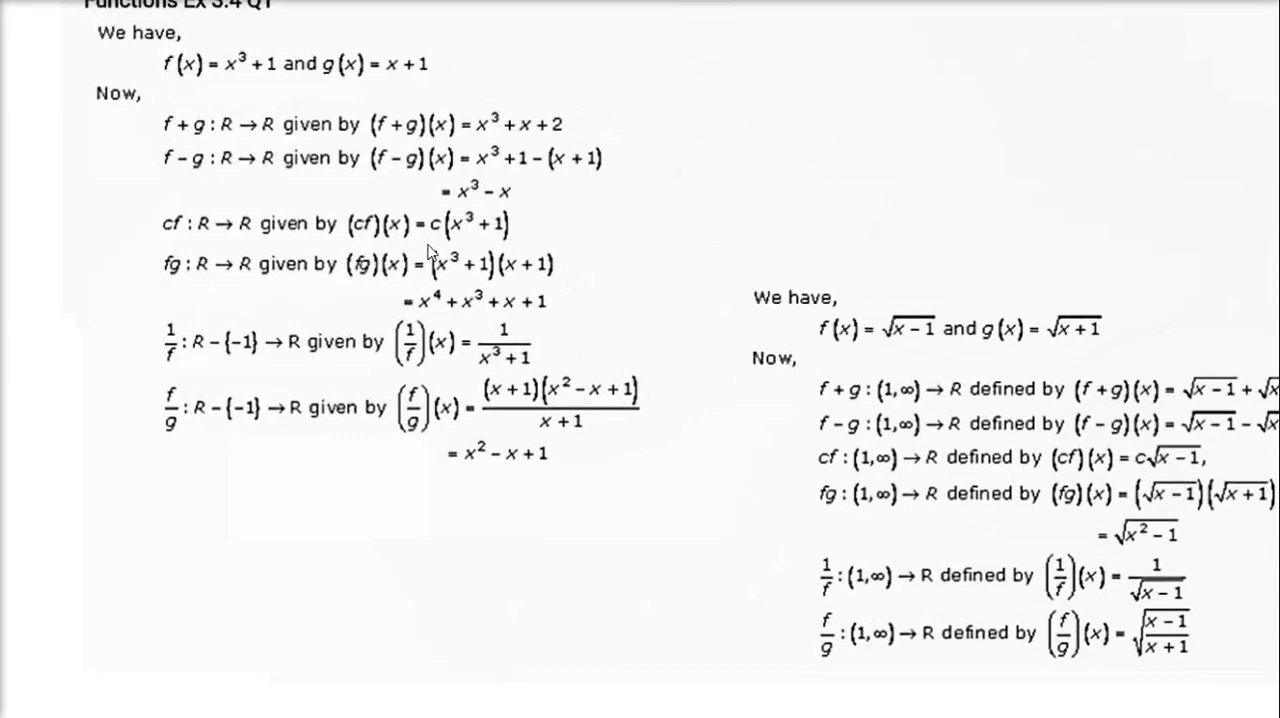 Functions Ex 3.4 Q1
We have,
f(x) = x³ + 1 and g(x) = x + 1
Now,
f + g : R → R given by (f + g)(x) = x³ + x + 2
f − g : R → R given by (f − g)(x) = x³ + 1 − (x + 1)
= x³ − x
cf : R → R given by (cf)(x) = c(x³ + 1)
fg : R → R given by (fg)(x) = (x³ + 1)(x + 1)
= x⁴ + x³ + x + 1
1/f : R − {−1} → R given by (1/f)(x) = 1/(x³ + 1)
f/g : R − {−1} → R given by (f/g)(x) = (x + 1)(x² − x + 1)/(x + 1)
= x² − x + 1
We have,
f(x) = √(x − 1) and g(x) = √(x + 1)
Now,
f + g : (1, ∞) → R defined by (f + g)(x) = √(x − 1) + √x
f − g : (1, ∞) → R defined by (f − g)(x) = √(x − 1) − √x
cf : (1, ∞) → R defined by (cf)(x) = c√(x − 1),
fg : (1, ∞) → R defined by (fg)(x) = (√(x − 1))(√(x + 1))
= √(x² − 1)
1/f : (1, ∞) → R defined by (1/f)(x) = 1/√(x − 1)
f/g : (1, ∞) → R defined by (f/g)(x) = √((x − 1)/(x + 1))